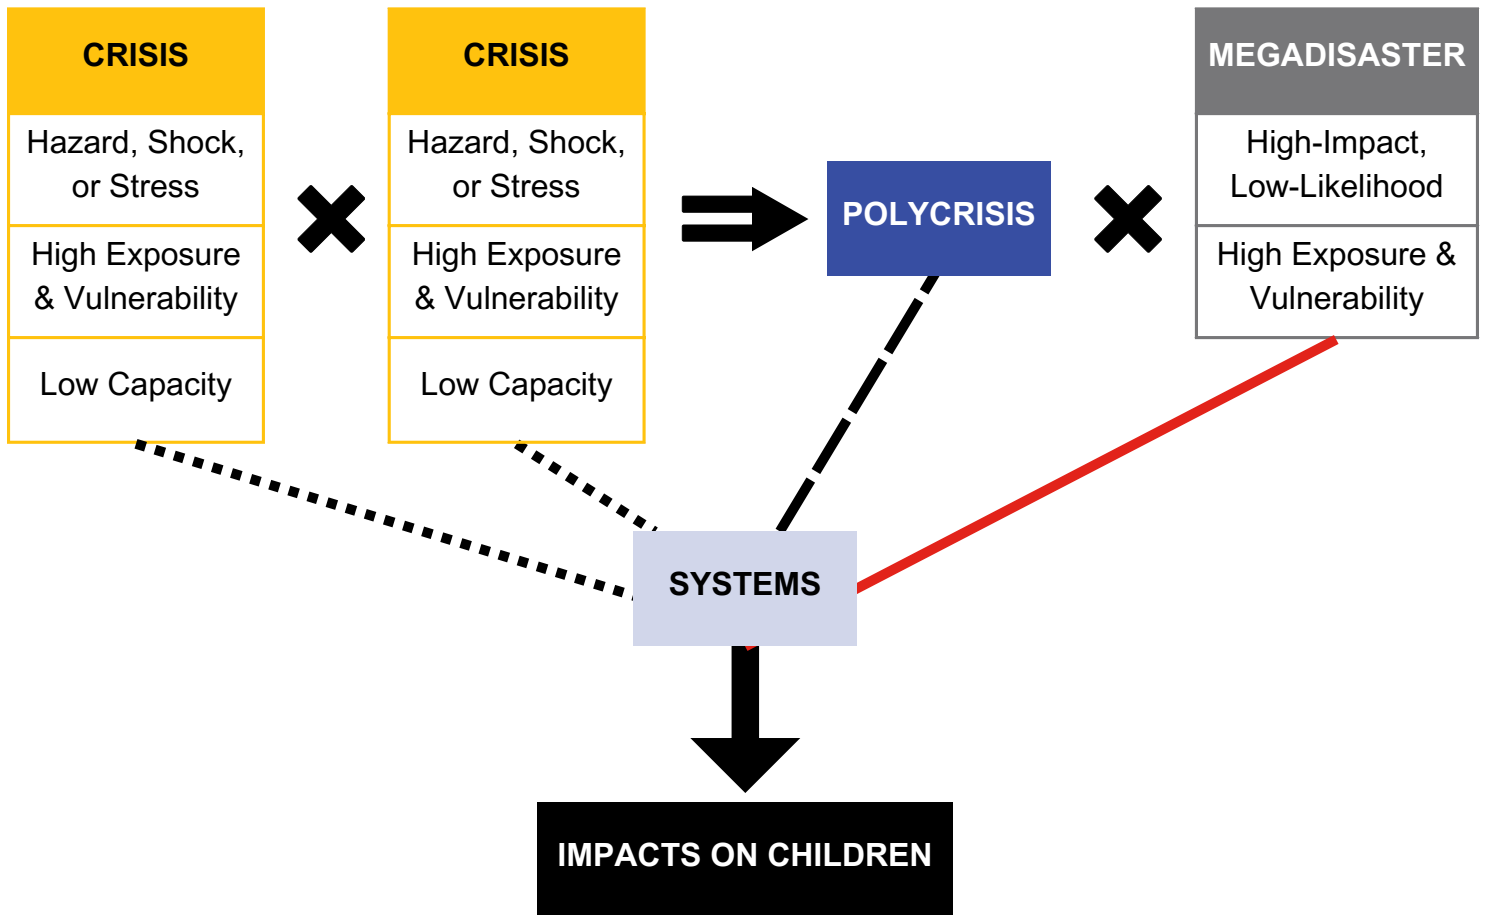 CRISIS
Hazard, Shock,
or Stress
High Exposure
& Vulnerability
Low Capacity
CRISIS
Hazard, Shock,
or Stress
High Exposure
& Vulnerability
Low Capacity
POLYCRISIS
MEGADISASTER
High-Impact,
Low-Likelihood
High Exposure &
Vulnerability
SYSTEMS
IMPACTS ON CHILDREN